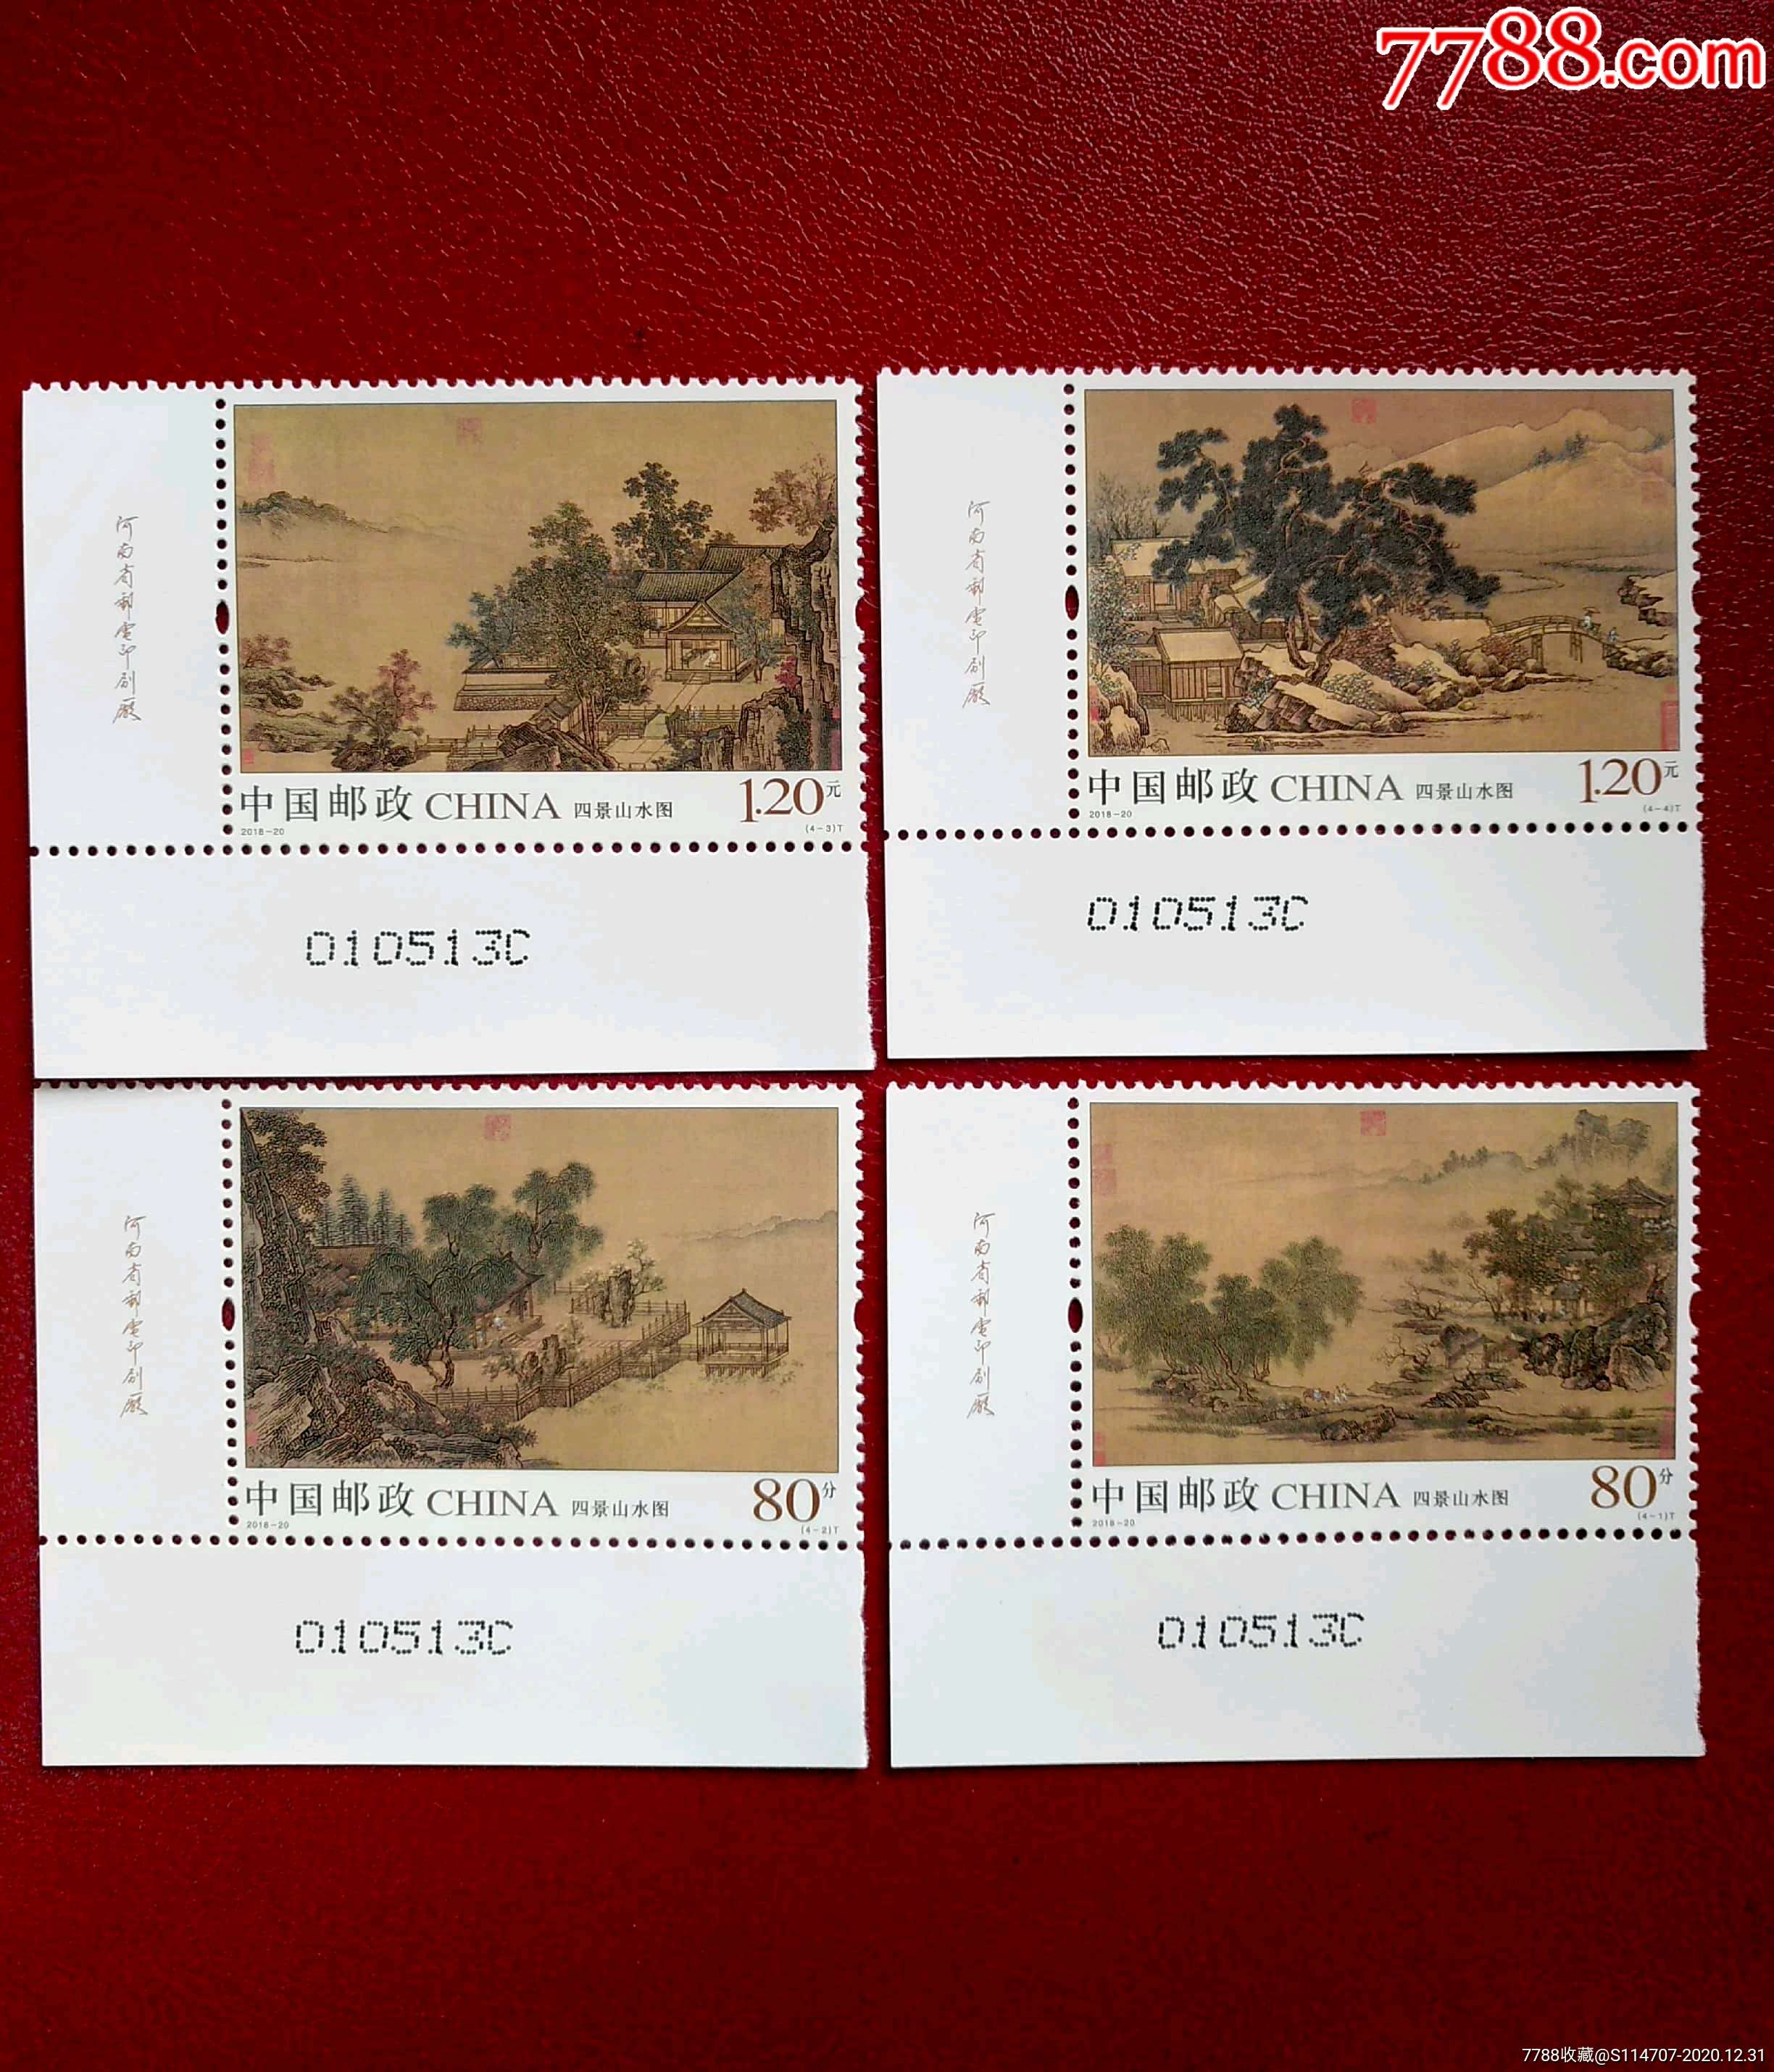 7788.com
河南省邮电印刷厰
中国邮政 CHINA 四景山水图 1.20元
2018-20 (4-3)T
010513C
河南省邮电印刷厰
中国邮政 CHINA 四景山水图 1.20元
2018-20 (4-4)T
010513C
河南省邮电印刷厰
中国邮政 CHINA 四景山水图 80分
2018-20 (4-2)T
010513C
河南省邮电印刷厰
中国邮政 CHINA 四景山水图 80分
2018-20 (4-1)T
010513C
7788收藏@S114707-2020.12.31